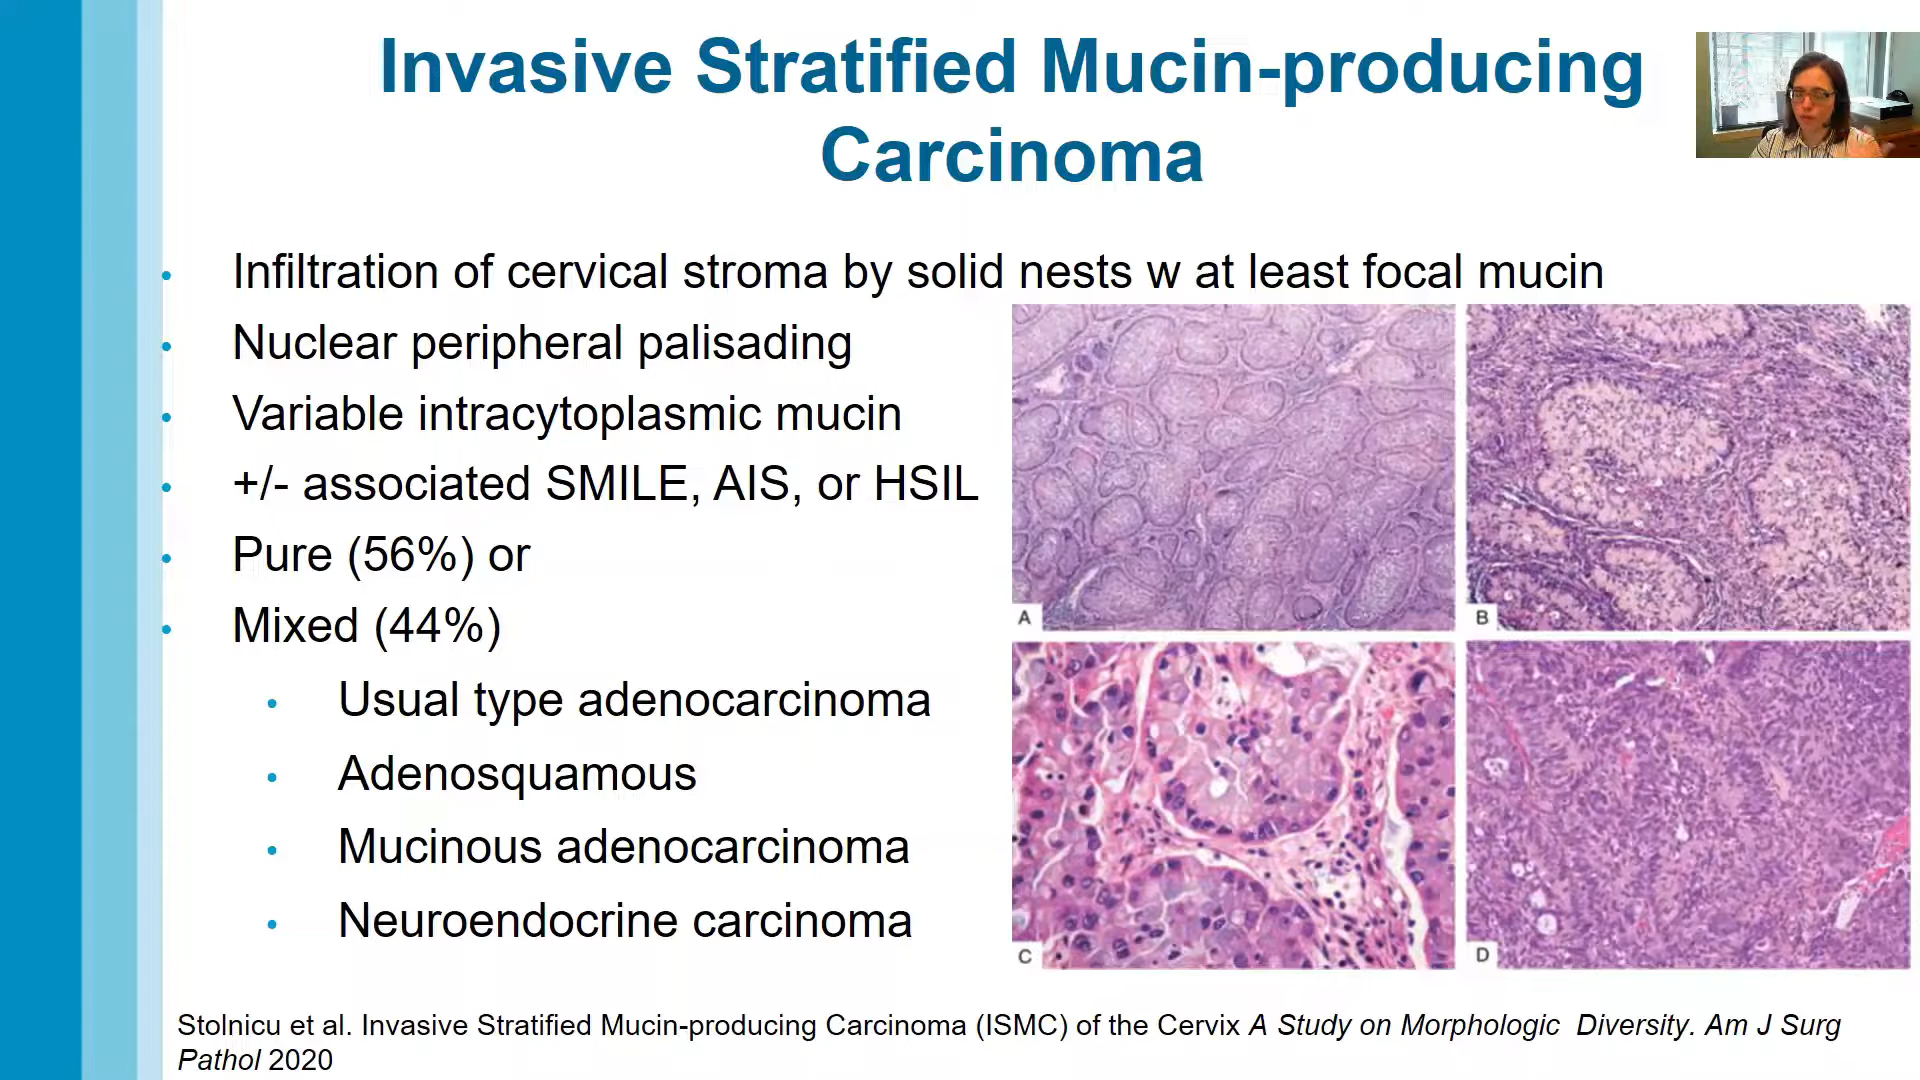 Invasive Stratified Mucin-producing
Carcinoma
• Infiltration of cervical stroma by solid nests w at least focal mucin
• Nuclear peripheral palisading
• Variable intracytoplasmic mucin
• +/- associated SMILE, AIS, or HSIL
• Pure (56%) or
• Mixed (44%)
• Usual type adenocarcinoma
• Adenosquamous
• Mucinous adenocarcinoma
• Neuroendocrine carcinoma
A
B
C
D
Stolnicu et al. Invasive Stratified Mucin-producing Carcinoma (ISMC) of the Cervix A Study on Morphologic Diversity. Am J Surg
Pathol 2020